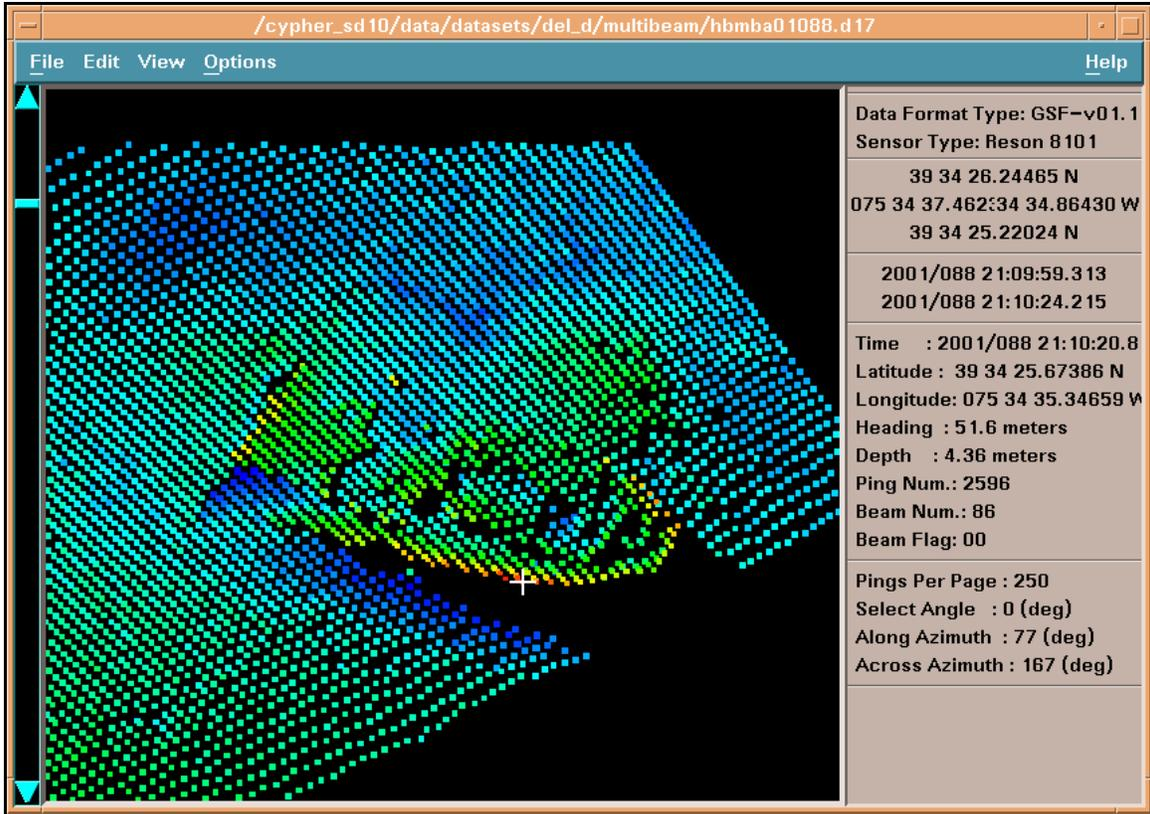 /cypher_sd10/data/datasets/del_d/multibeam/hbmba01088.d17
File Edit View Options Help
Data Format Type: GSF-v01.1
Sensor Type: Reson 8101
39 34 26.24465 N
075 34 37.462 34 34.86430 W
39 34 25.22024 N
2001/088 21:09:59.313
2001/088 21:10:24.215
Time : 2001/088 21:10:20.8
Latitude : 39 34 25.67386 N
Longitude: 075 34 35.34659 W
Heading : 51.6 meters
Depth : 4.36 meters
Ping Num.: 2596
Beam Num.: 86
Beam Flag: 00
Pings Per Page : 250
Select Angle : 0 (deg)
Along Azimuth : 77 (deg)
Across Azimuth : 167 (deg)